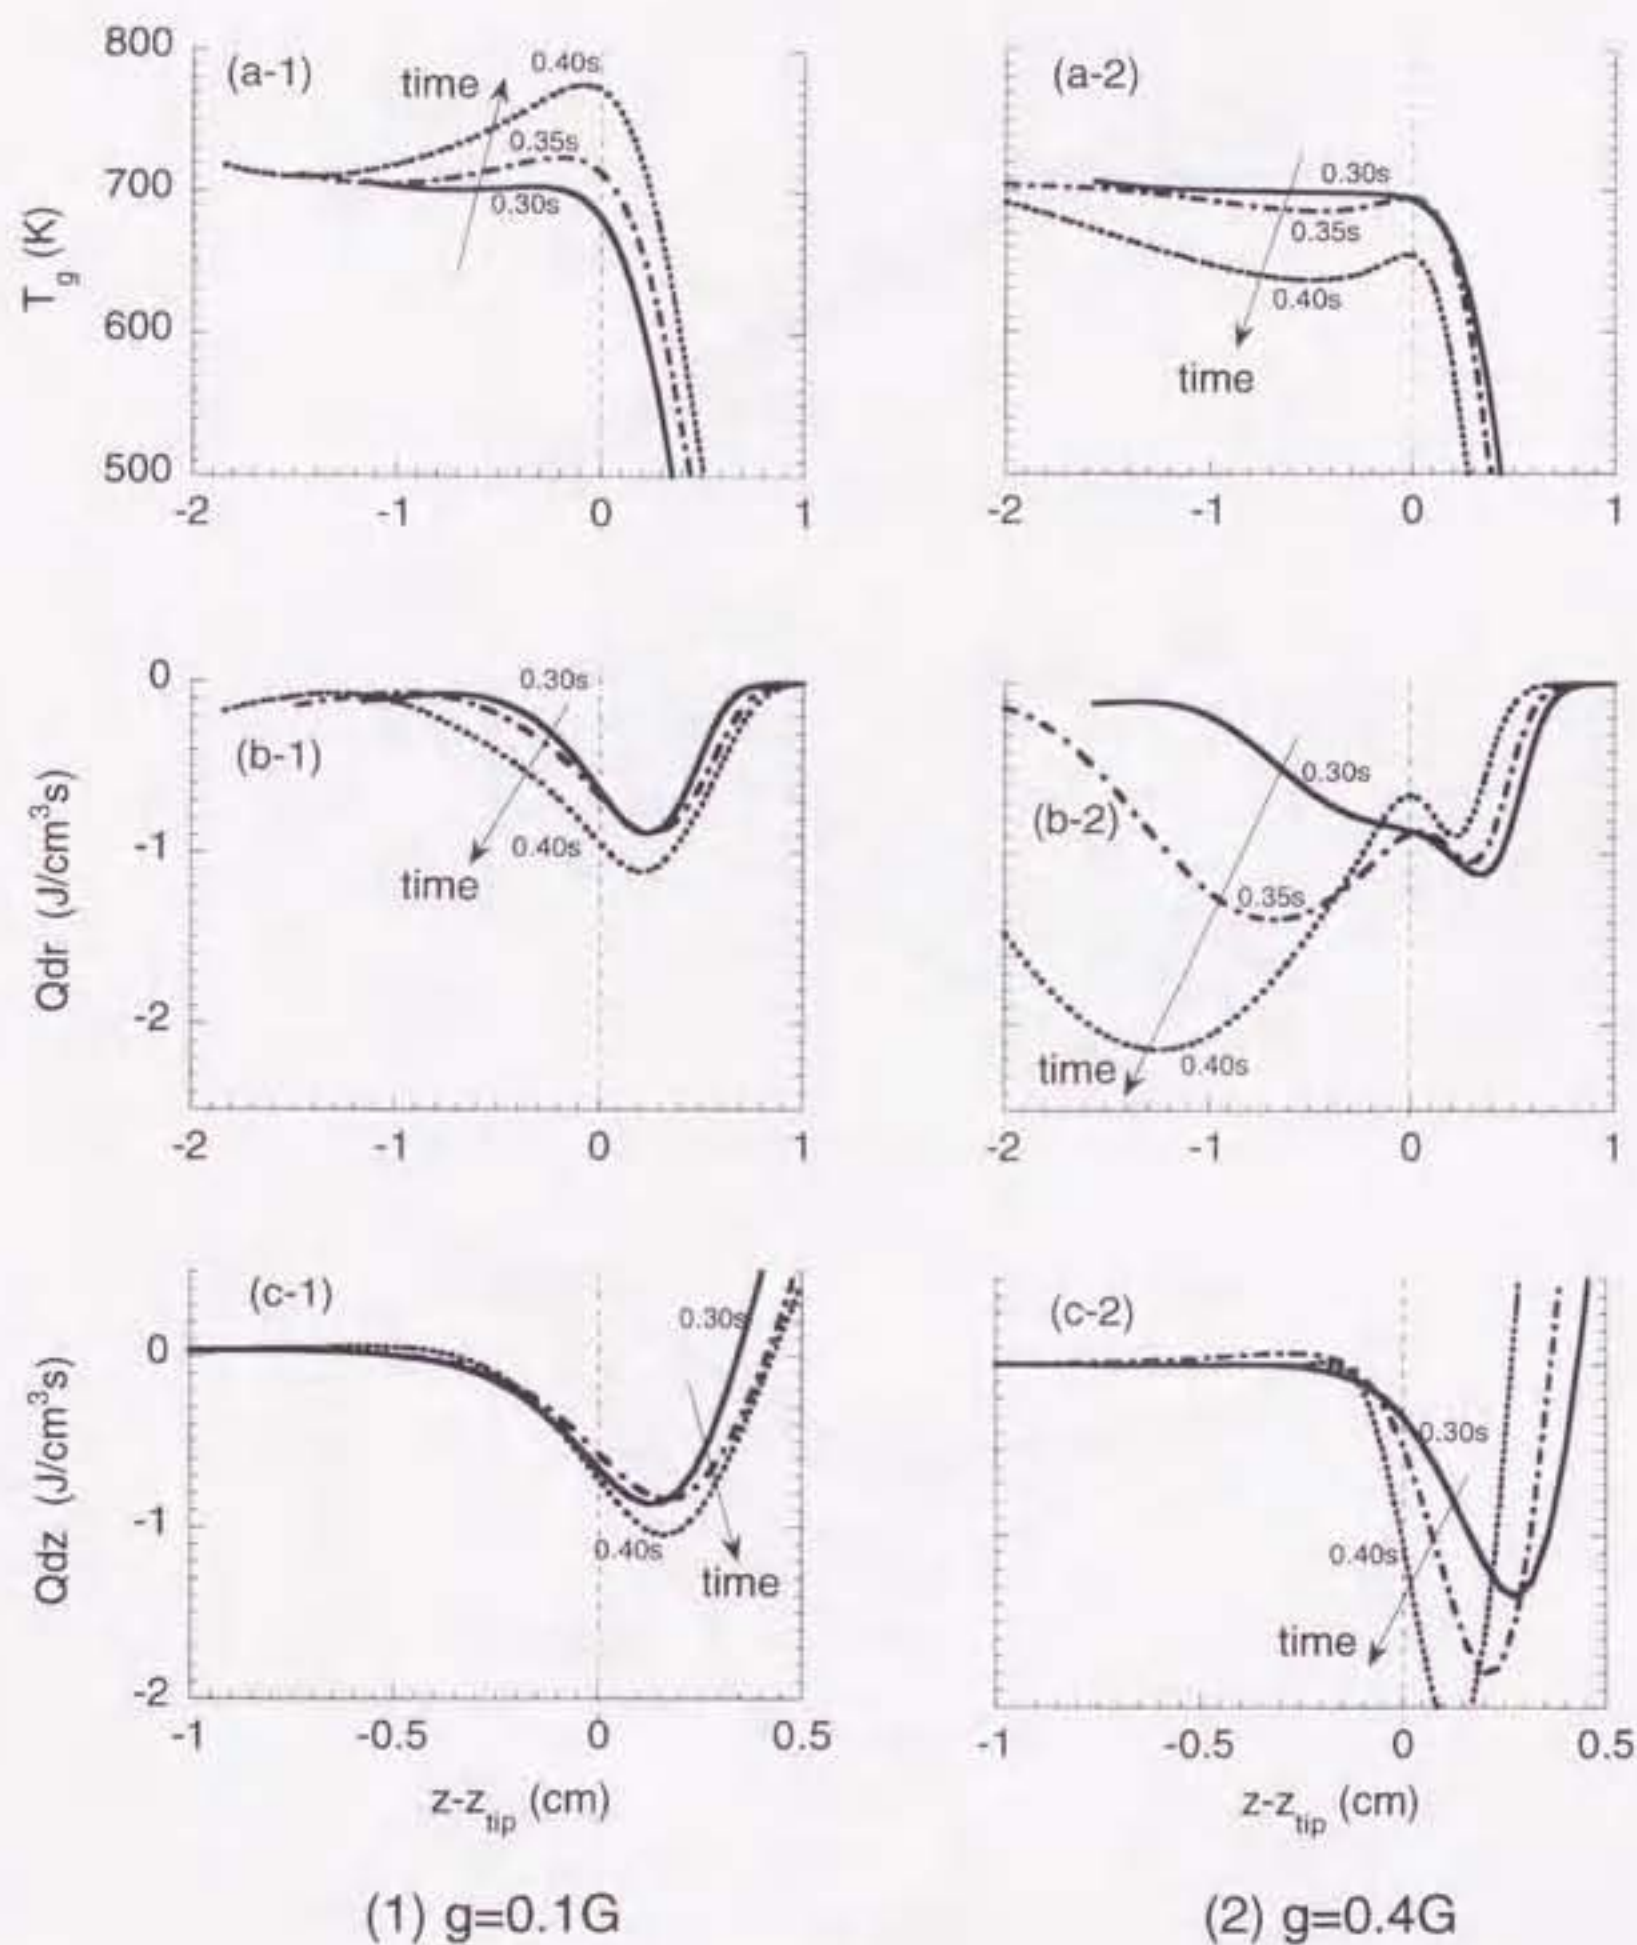 800
700
600
500
T_g (K)
(a-1)
time
0.40s
0.35s
0.30s
-2 -1 0 1
(a-2)
0.30s
0.35s
0.40s
time
-2 -1 0 1
0
-1
-2
Qdr (J/cm³s)
(b-1)
0.30s
0.40s
time
-2 -1 0 1
(b-2)
0.30s
0.35s
0.40s
time
-2 -1 0 1
0
-1
-2
Qdz (J/cm³s)
(c-1)
0.30s
0.40s
time
-1 -0.5 0 0.5
z-z_tip (cm)
(c-2)
0.30s
0.40s
time
-1 -0.5 0 0.5
z-z_tip (cm)
(1) g=0.1G
(2) g=0.4G